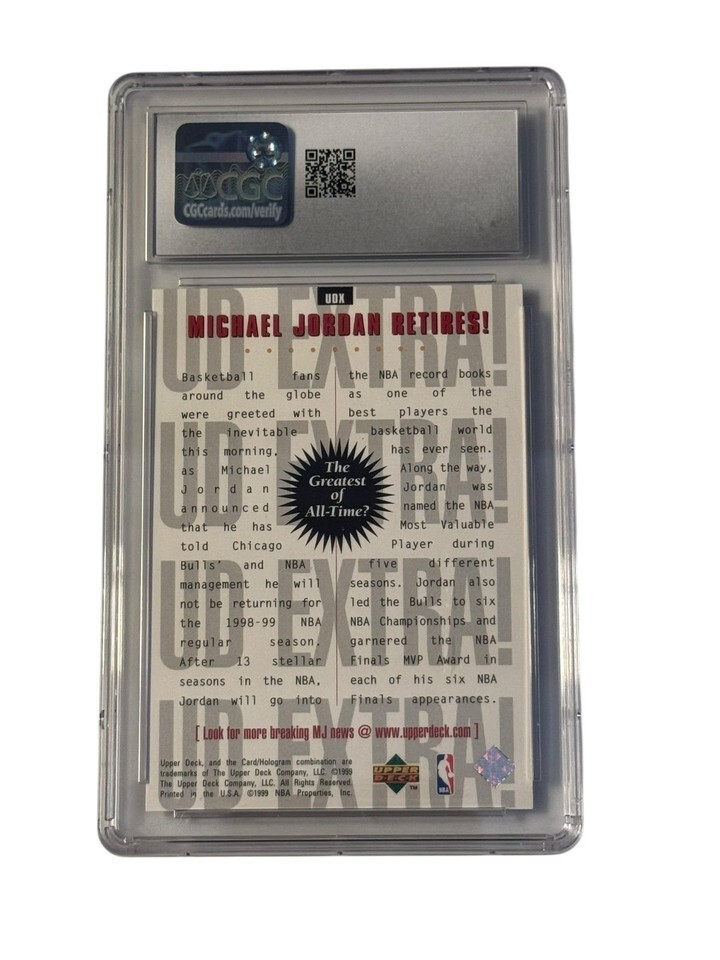 CGC
CGCcards.com/verify
UDX
MICHAEL JORDAN RETIRES!
UD EXTRA!
UD EXTRA!
UD EXTRA!
UD EXTRA!
Basketball fans
around the globe
were greeted with
the inevitable
this morning,
as Michael
Jordan
announced
that he has
told Chicago
Bulls' and NBA
management he will
not be returning for
the 1998-99 NBA
regular season.
After 13 stellar
seasons in the NBA,
Jordan will go into
The
Greatest
of
All-Time?
the NBA record books
as one of the
best players the
basketball world
has ever seen.
Along the way,
Jordan was
named the NBA
Most Valuable
Player during
five different
seasons. Jordan also
led the Bulls to six
NBA Championships and
garnered the NBA
Finals MVP Award in
each of his six NBA
Finals appearances.
[ Look for more breaking MJ news @ www.upperdeck.com ]
Upper Deck, and the Card/Hologram combination are
trademarks of The Upper Deck Company, LLC. ©1999
The Upper Deck Company, LLC. All Rights Reserved.
Printed in the U.S.A. ©1999 NBA Properties, Inc.
UPPER
DECK
TM
NBA